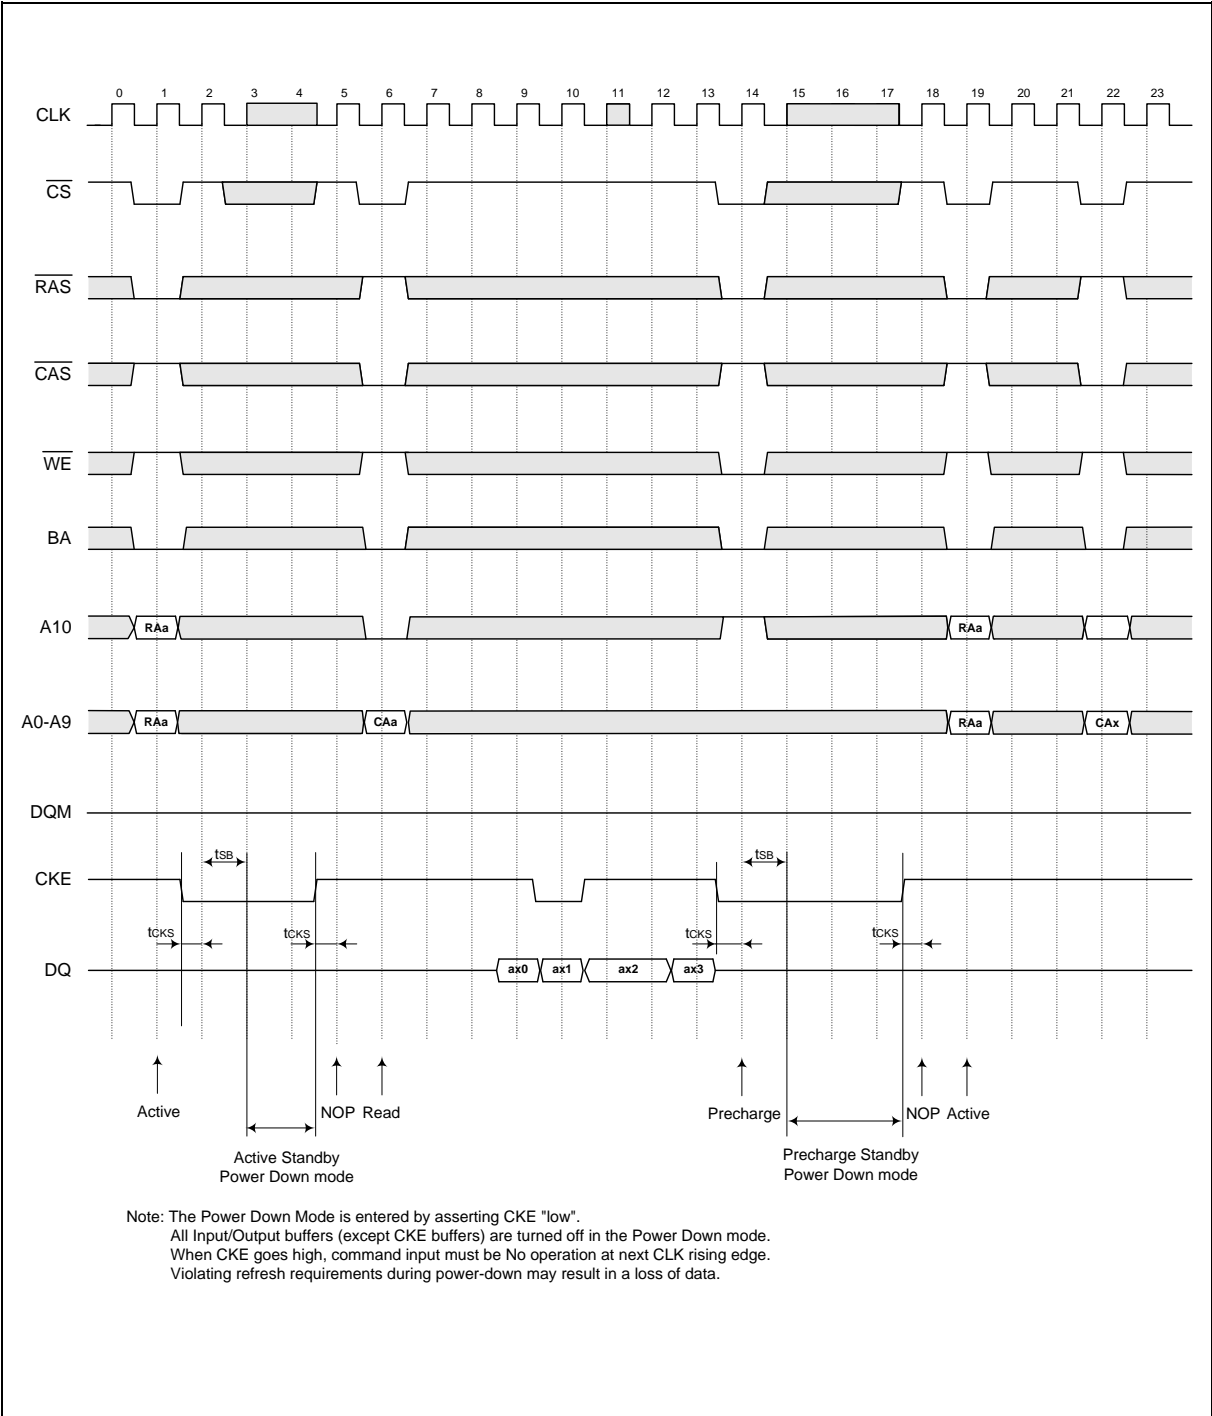 0 1 2 3 4 5 6 7 8 9 10 11 12 13 14 15 16 17 18 19 20 21 22 23
CLK
CS
RAS
CAS
WE
BA
A10 RAa RAa
A0-A9 RAa CAa RAa CAx
DQM
tSB tSB
CKE
tCKS tCKS tCKS tCKS
DQ ax0 ax1 ax2 ax3
Active NOP Read Precharge NOP Active
Active Standby
Power Down mode
Precharge Standby
Power Down mode
Note: The Power Down Mode is entered by asserting CKE "low".
All Input/Output buffers (except CKE buffers) are turned off in the Power Down mode.
When CKE goes high, command input must be No operation at next CLK rising edge.
Violating refresh requirements during power-down may result in a loss of data.